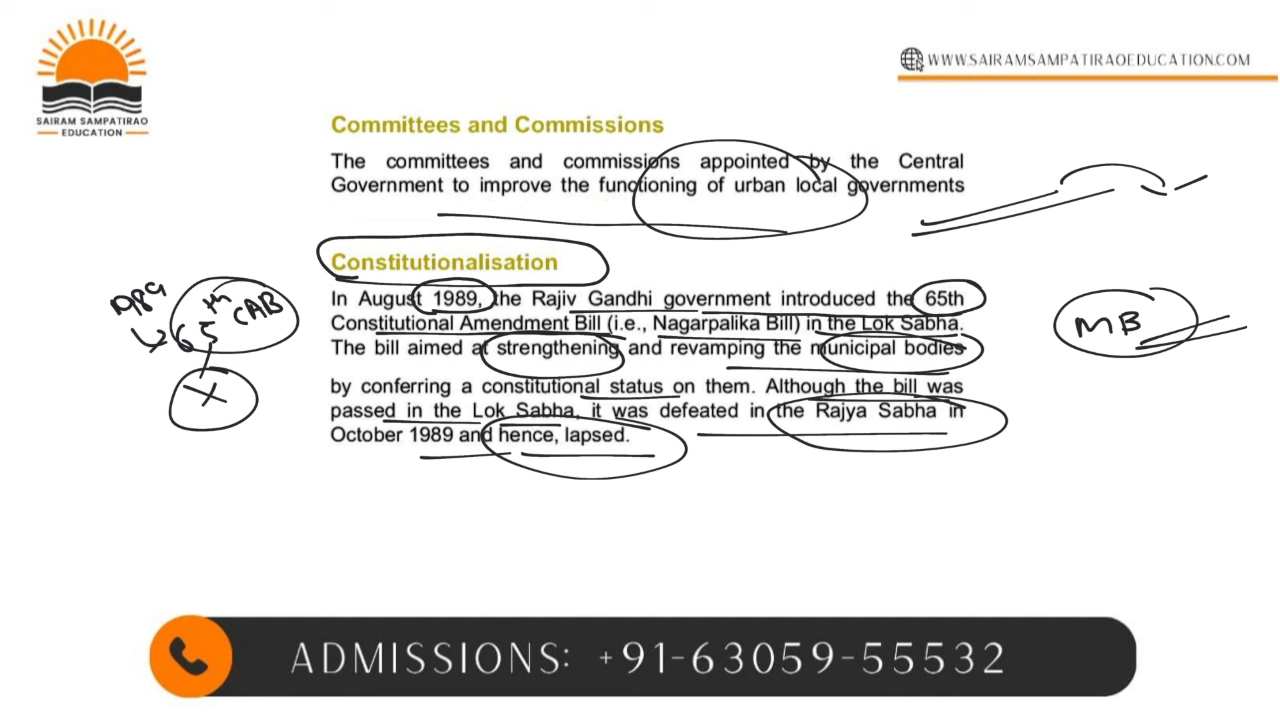 SAIRAM SAMPATIRAO
EDUCATION
WWW.SAIRAMSAMPATIRAOEDUCATION.COM
Committees and Commissions
The committees and commissions appointed by the Central
Government to improve the functioning of urban local governments
Constitutionalisation
In August 1989, the Rajiv Gandhi government introduced the 65th
Constitutional Amendment Bill (i.e., Nagarpalika Bill) in the Lok Sabha.
The bill aimed at strengthening and revamping the municipal bodies
by conferring a constitutional status on them. Although the bill was
passed in the Lok Sabha, it was defeated in the Rajya Sabha in
October 1989 and hence, lapsed.
1989
65th CAB
X
MB
ADMISSIONS: +91-63059-55532